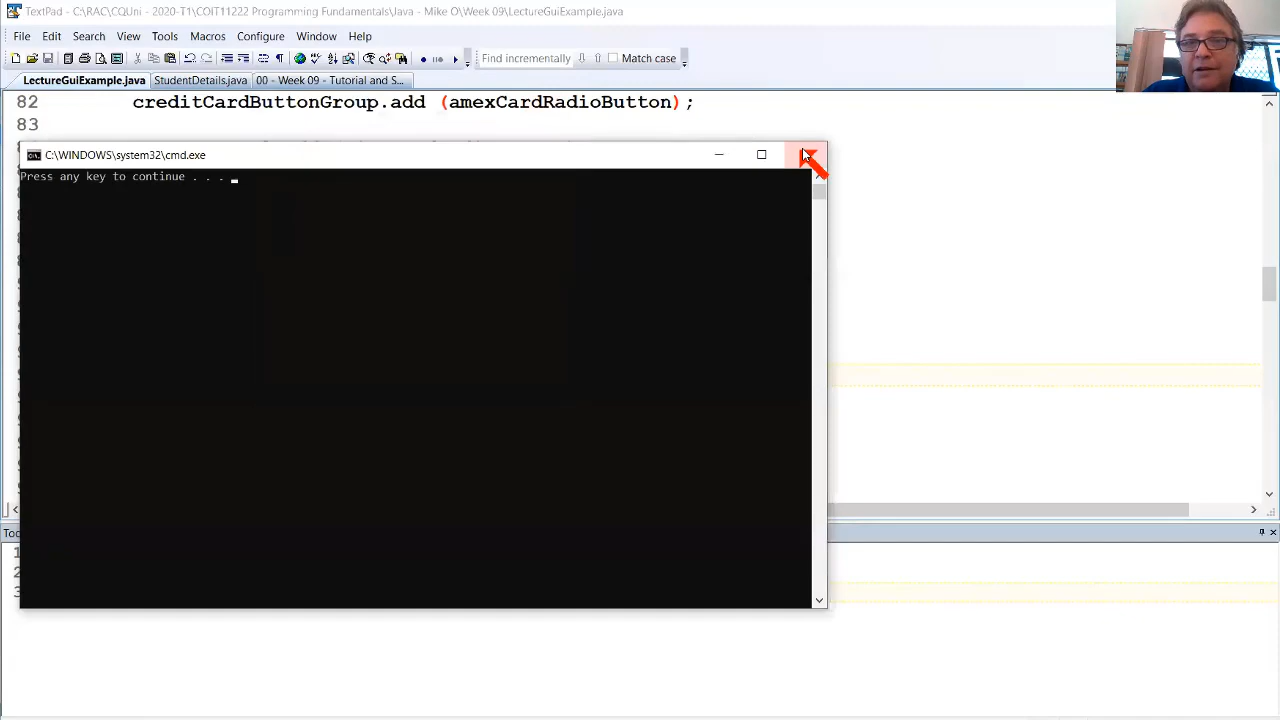 TextPad - C:\RAC\CQUni - 2020-T1\COIT11222 Programming Fundamentals\Java - Mike O\Week 09\LectureGuiExample.java
File Edit Search View Tools Macros Configure Window Help
Find incrementally Match case
LectureGuiExample.java StudentDetails.java 00 - Week 09 - Tutorial and S...
82 creditCardButtonGroup.add (amexCardRadioButton);
83
C:\WINDOWS\system32\cmd.exe
Press any key to continue . . .